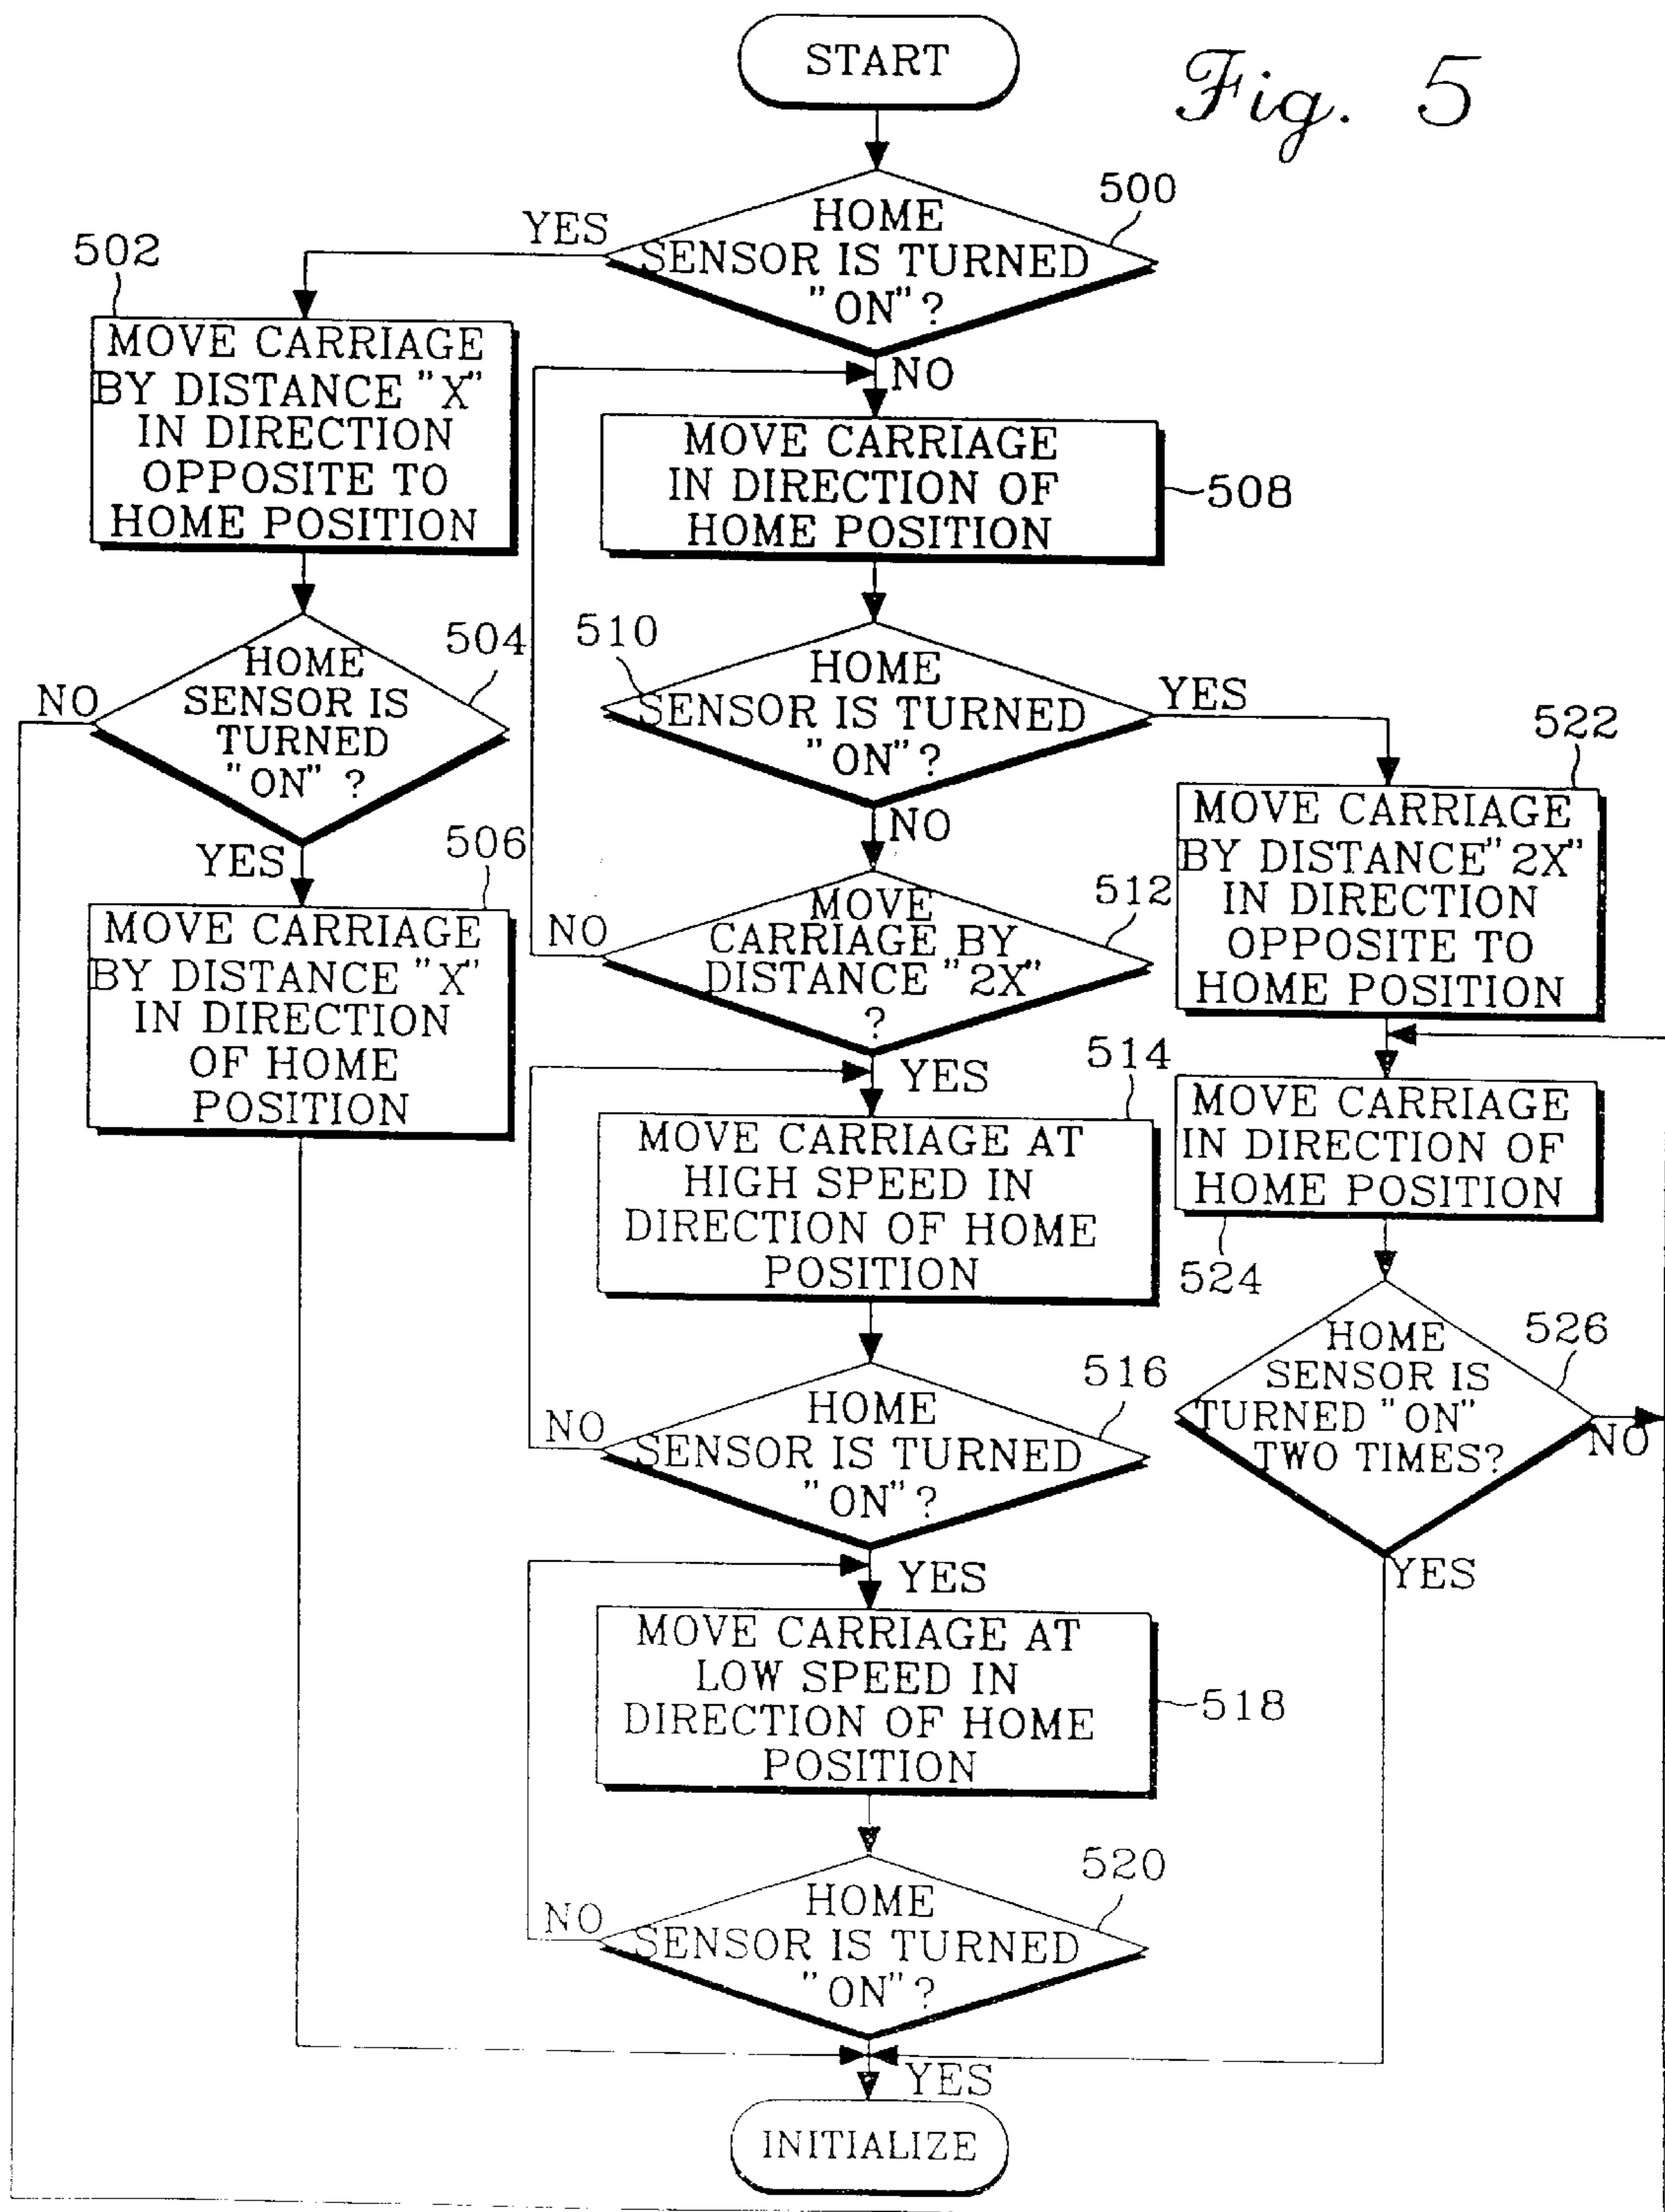 START
Fig. 5
500
HOME
SENSOR IS TURNED
"ON"?
YES
NO
502
MOVE CARRIAGE
BY DISTANCE "X"
IN DIRECTION
OPPOSITE TO
HOME POSITION
MOVE CARRIAGE
IN DIRECTION OF
HOME POSITION
508
504
HOME
SENSOR IS
TURNED
"ON" ?
NO
YES
510
HOME
SENSOR IS TURNED
"ON"?
YES
NO
522
MOVE CARRIAGE
BY DISTANCE"2X"
IN DIRECTION
OPPOSITE TO
HOME POSITION
506
MOVE CARRIAGE
BY DISTANCE "X'
IN DIRECTION
OF HOME
POSITION
512
MOVE
CARRIAGE BY
DISTANCE "2X"
?
NO
YES
514
MOVE CARRIAGE AT
HIGH SPEED IN
DIRECTION OF HOME
POSITION
MOVE CARRIAGE
IN DIRECTION OF
HOME POSITION
524
516
HOME
SENSOR IS TURNED
"ON"?
NO
YES
526
HOME
SENSOR IS
TURNED "ON"
TWO TIMES?
NO
YES
MOVE CARRIAGE AT
LOW SPEED IN
DIRECTION OF HOME
POSITION
518
520
HOME
SENSOR IS TURNED
"ON"?
NO
YES
INITIALIZE